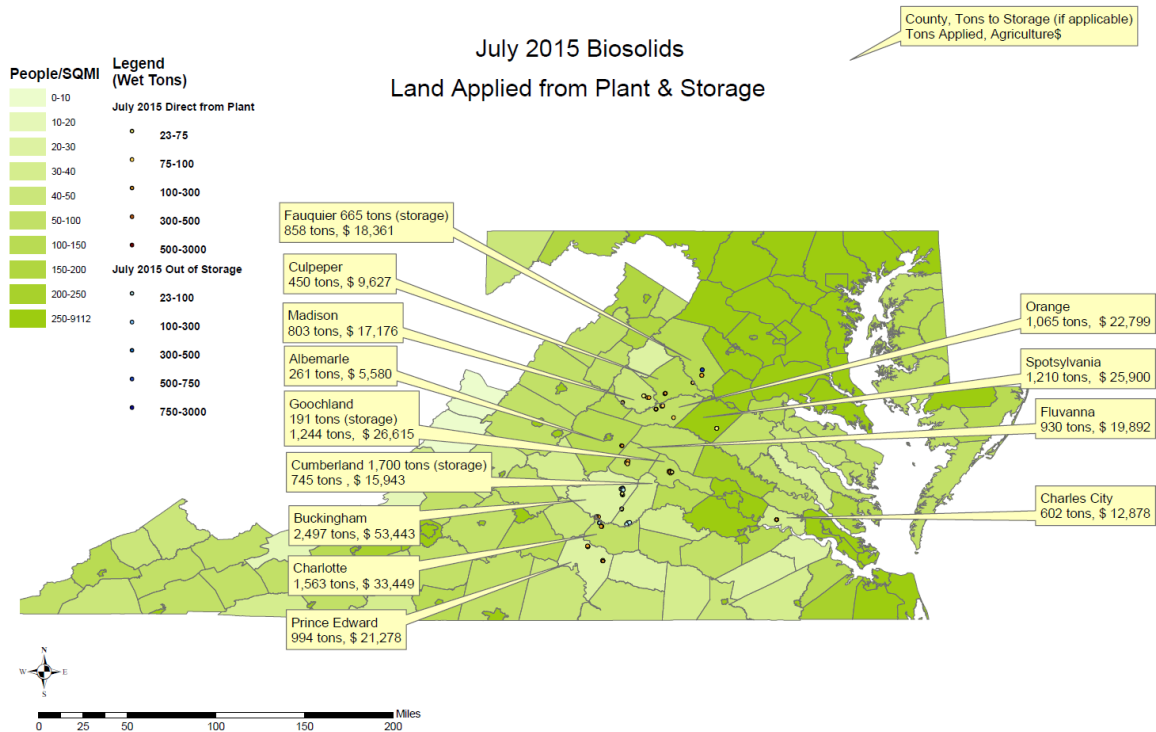 County, Tons to Storage (if applicable)
Tons Applied, Agriculture$
July 2015 Biosolids
Land Applied from Plant & Storage
People/SQMI
0-10
10-20
20-30
30-40
40-50
50-100
100-150
150-200
200-250
250-9112
Legend
(Wet Tons)
July 2015 Direct from Plant
23-75
75-100
100-300
300-500
500-3000
July 2015 Out of Storage
23-100
100-300
300-500
500-750
750-3000
Fauquier 665 tons (storage)
858 tons, $ 18,361
Culpeper
450 tons, $ 9,627
Madison
803 tons, $ 17,176
Albemarle
261 tons, $ 5,580
Goochland
191 tons (storage)
1,244 tons, $ 26,615
Cumberland 1,700 tons (storage)
745 tons , $ 15,943
Buckingham
2,497 tons, $ 53,443
Charlotte
1,563 tons, $ 33,449
Prince Edward
994 tons, $ 21,278
Orange
1,065 tons, $ 22,799
Spotsylvania
1,210 tons, $ 25,900
Fluvanna
930 tons, $ 19,892
Charles City
602 tons, $ 12,878
N
W E
S
Miles
0 25 50 100 150 200